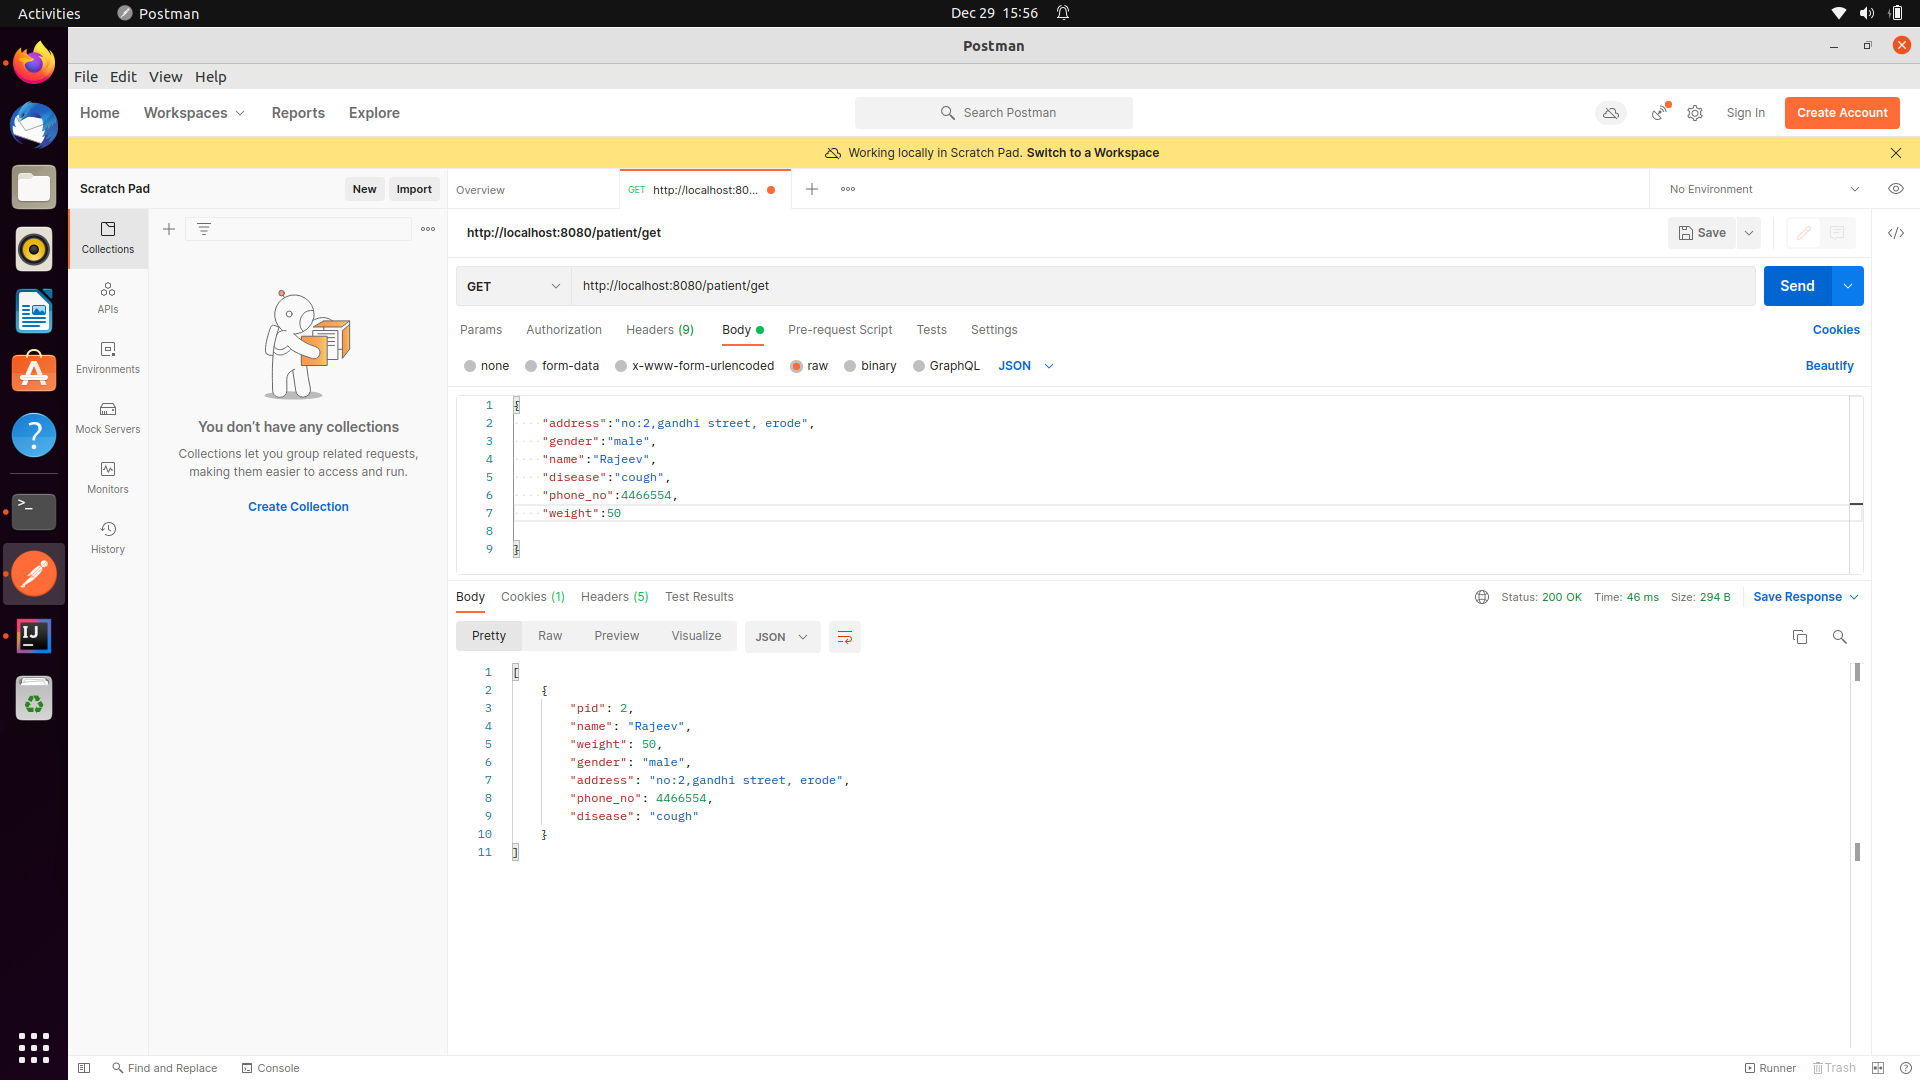 Activities Postman Dec 29 15:56
Postman
File Edit View Help
Home Workspaces Reports Explore Search Postman Sign In Create Account
Working locally in Scratch Pad. Switch to a Workspace
Scratch Pad New Import Overview GET http://localhost:80... No Environment
Collections
APIs
Environments
Mock Servers
Monitors
History
You don't have any collections
Collections let you group related requests,
making them easier to access and run.
Create Collection
http://localhost:8080/patient/get Save
GET http://localhost:8080/patient/get Send
Params Authorization Headers (9) Body Pre-request Script Tests Settings Cookies
none form-data x-www-form-urlencoded raw binary GraphQL JSON Beautify
1 {
2 "address":"no:2,gandhi street, erode",
3 "gender":"male",
4 "name":"Rajeev",
5 "disease":"cough",
6 "phone_no":4466554,
7 "weight":50
8
9 }
Body Cookies (1) Headers (5) Test Results Status: 200 OK Time: 46 ms Size: 294 B Save Response
Pretty Raw Preview Visualize JSON
1 [
2 {
3 "pid": 2,
4 "name": "Rajeev",
5 "weight": 50,
6 "gender": "male",
7 "address": "no:2,gandhi street, erode",
8 "phone_no": 4466554,
9 "disease": "cough"
10 }
11 ]
Find and Replace Console Runner Trash